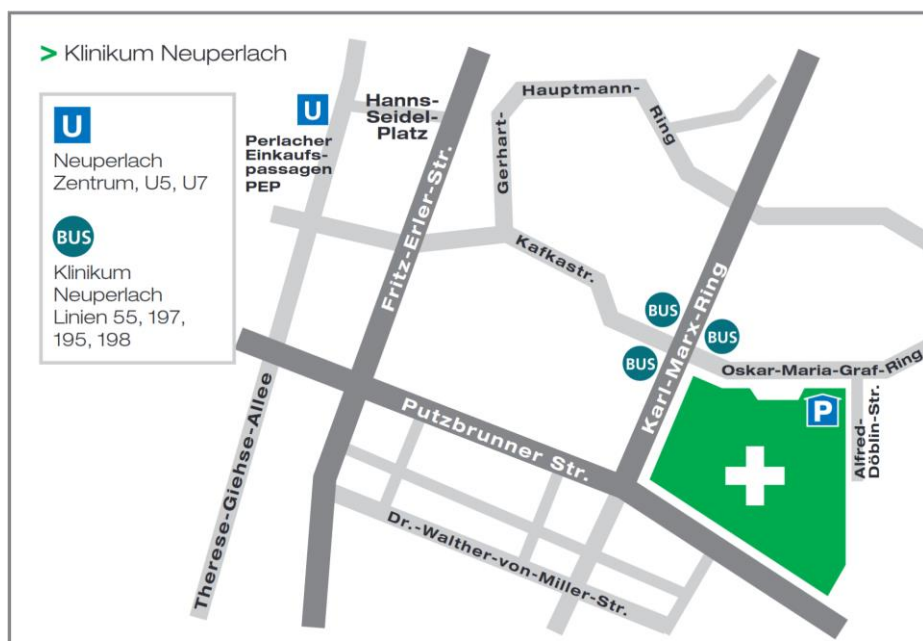 > Klinikum Neuperlach
U
Neuperlach
Zentrum, U5, U7
BUS
Klinikum
Neuperlach
Linien 55, 197,
195, 198
U
Perlacher
Einkaufs-
passagen
PEP
Hanns-
Seidel-
Platz
Fritz-Erler-Str.
Gerhart-
Hauptmann-
Ring
Kafkastr.
Karl-Marx-Ring
BUS
BUS
BUS
Oskar-Maria-Graf-Ring
P
Alfred-
Döblin-Str.
Putzbrunner Str.
Therese-Giehse-Allee
Dr.-Walther-von-Miller-Str.